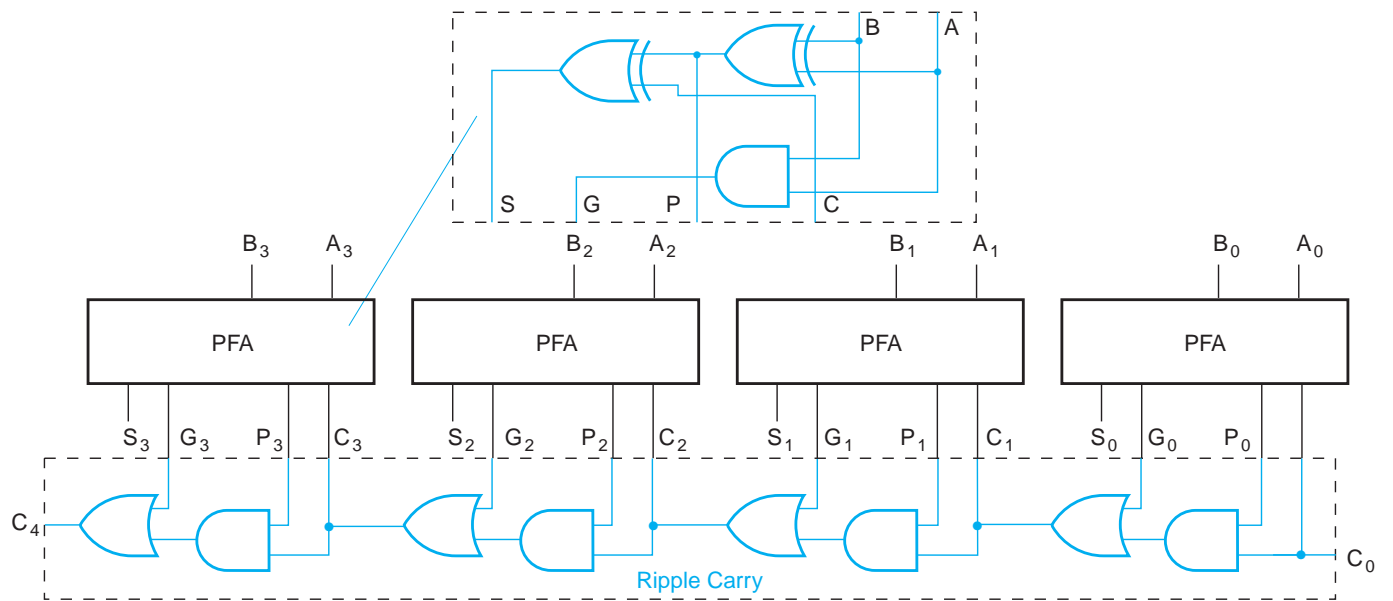 B A
S G P C
B3 A3 B2 A2 B1 A1 B0 A0
PFA PFA PFA PFA
S3 G3 P3 C3 S2 G2 P2 C2 S1 G1 P1 C1 S0 G0 P0
C4
C0
Ripple Carry